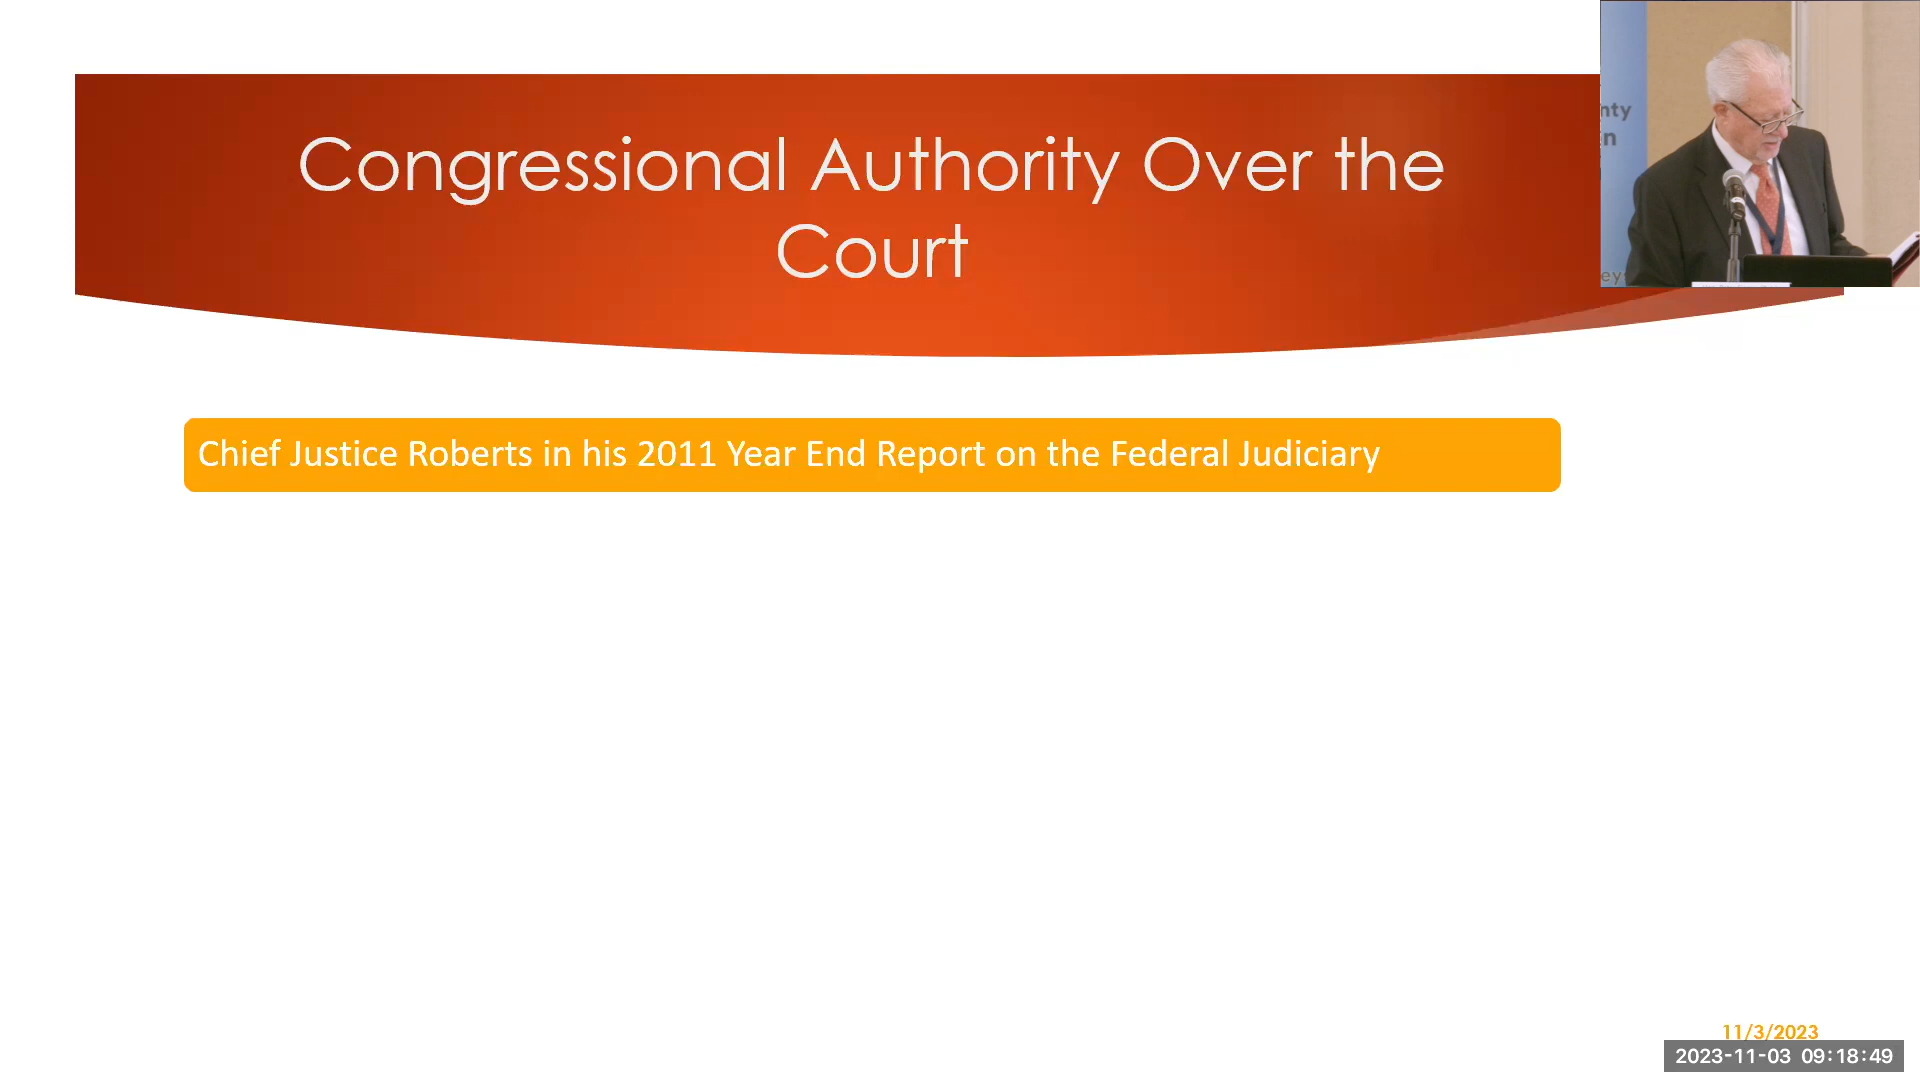 Congressional Authority Over the
Court
Chief Justice Roberts in his 2011 Year End Report on the Federal Judiciary
11/3/2023
2023-11-03 09:18:49